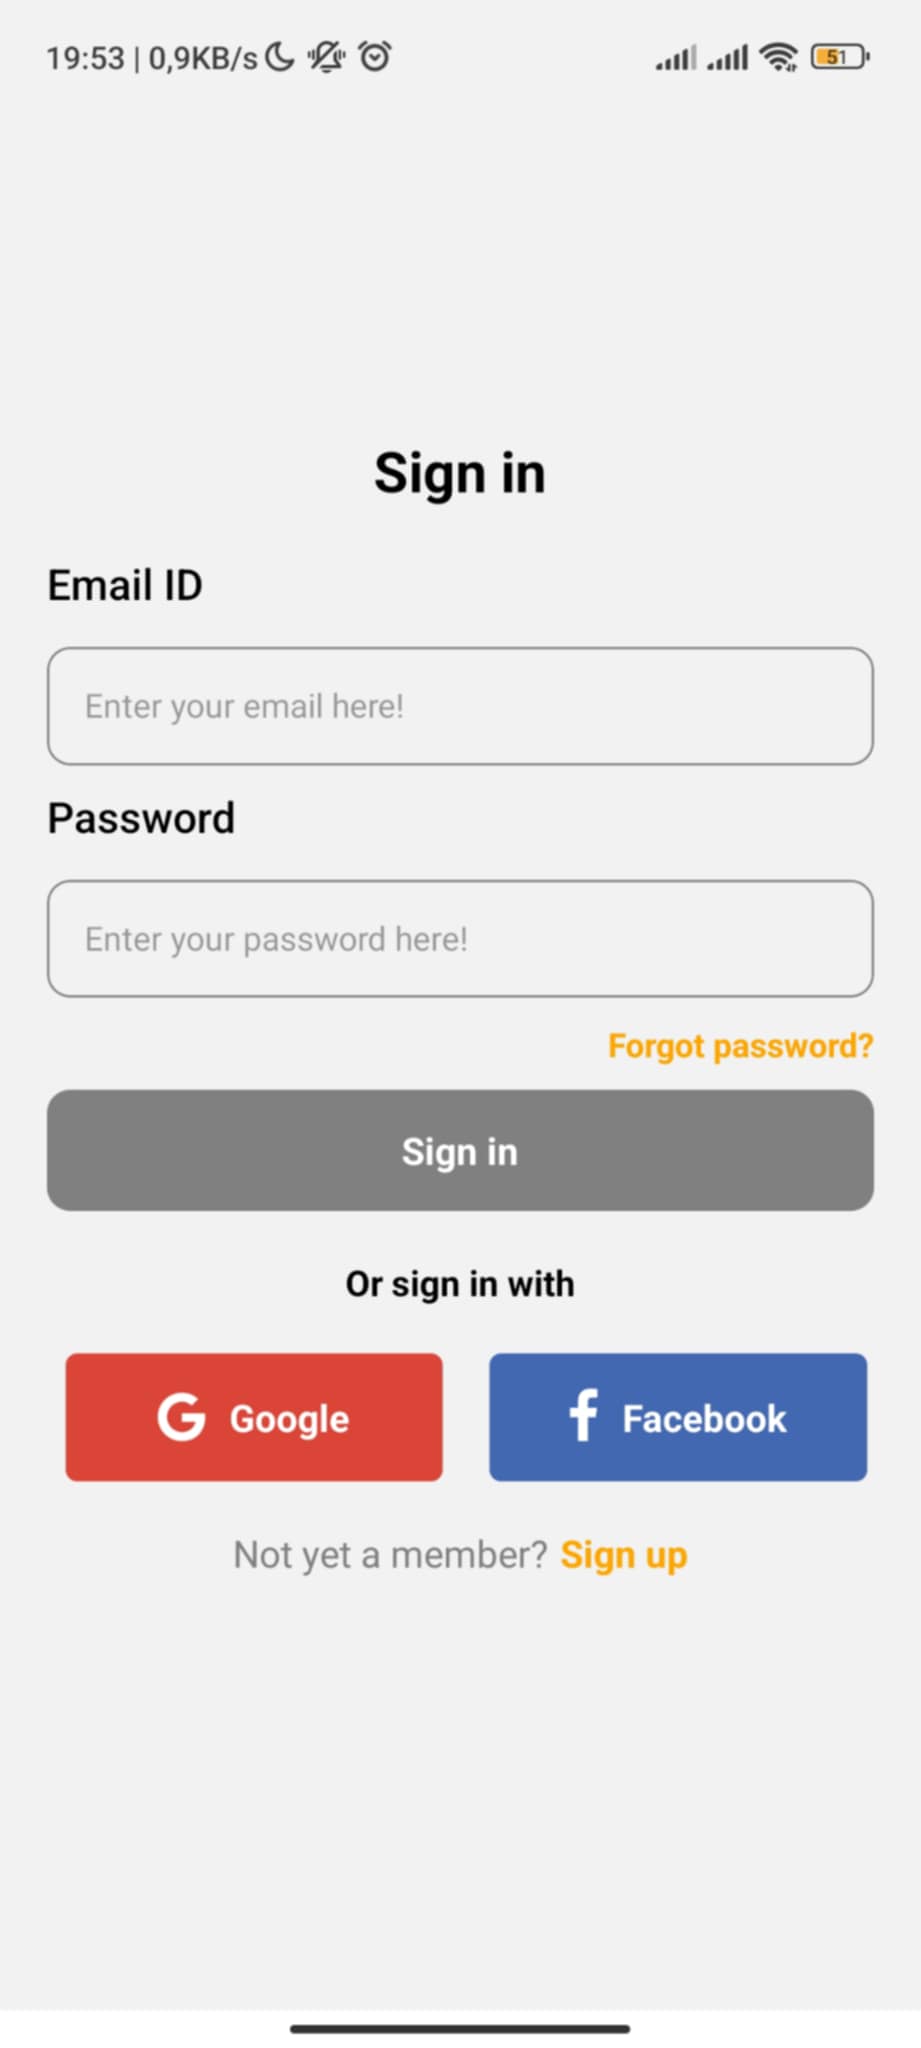 19:53 | 0,9KB/s
51
Sign in
Email ID
Enter your email here!
Password
Enter your password here!
Forgot password?
Sign in
Or sign in with
G Google
f Facebook
Not yet a member? Sign up